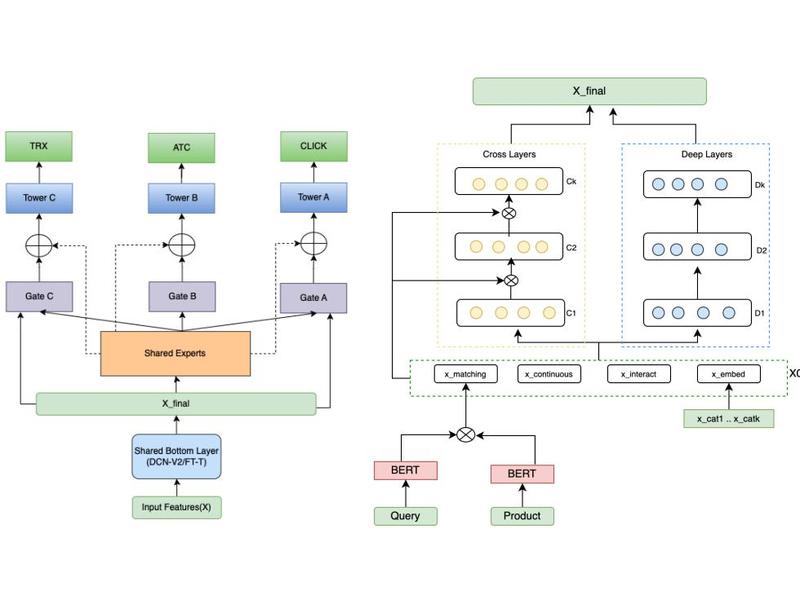 TRX
ATC
CLICK
Tower C
Tower B
Tower A
Gate C
Gate B
Gate A
Shared Experts
X_final
Shared Bottom Layer
(DCN-V2/FT-T)
Input Features(X)
X_final
Cross Layers
Deep Layers
Ck
Dk
C2
D2
C1
D1
x_matching
x_continuous
x_interact
x_embed
X0
x_cat1 .. x_catk
BERT
BERT
Query
Product